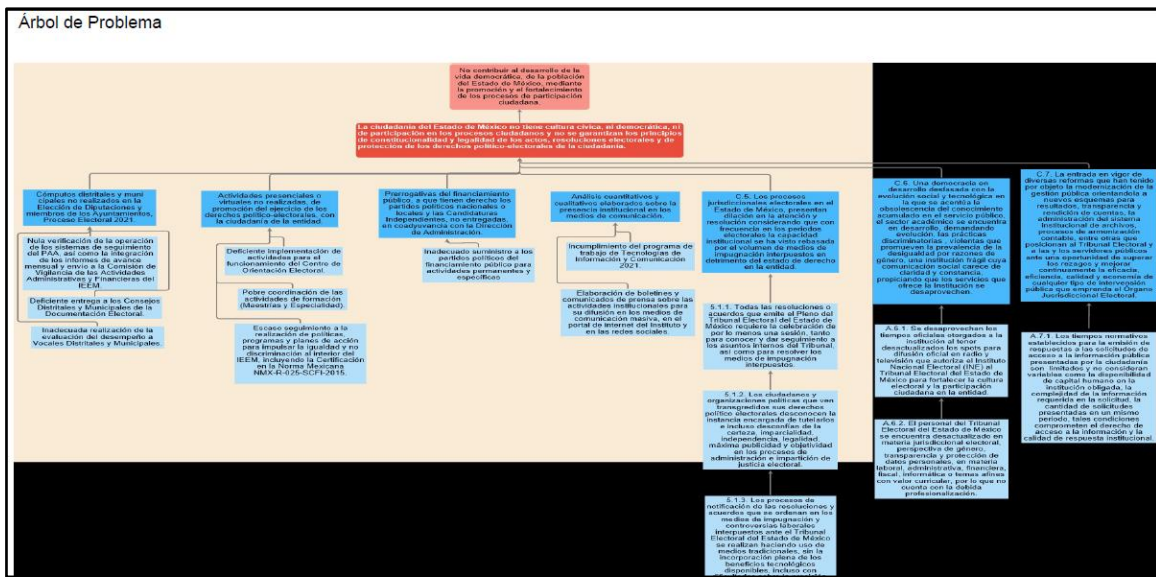 Árbol de Problema
No contribuir al desarrollo de la
vida democrática, de la población
del Estado de México, mediante
la promoción y el fortalecimiento
de los procesos de participación
ciudadana.
La ciudadanía del Estado de México no tiene cultura cívica, ni democrática, ni
de participación en los procesos ciudadanos y no se garantizan los principios
de constitucionalidad y legalidad de los actos, resoluciones electorales y de
protección de los derechos político-electorales de la ciudadanía.
Cómputos distritales y muni
cipales no realizados en la
Elección de Diputaciones y
miembros de los Ayuntamientos,
Proceso Electoral 2021.
Nula verificación de la operación
de los sistemas de seguimiento
del PAA, así como la integración
de los informes de avance
mensual y envío a la Comisión de
Vigilancia de las Actividades
Administrativas y Financieras del
IEEM.
Deficiente entrega a los Consejos
Distritales y Municipales de la
Documentación Electoral.
Inadecuada realización de la
evaluación del desempeño a
Vocales Distritales y Municipales.
Actividades presenciales o
virtuales no realizadas, de
promoción del ejercicio de los
derechos político-electorales, con
la ciudadanía de la entidad
Deficiente implementación de
actividades para el
funcionamiento del Centro de
Orientación Electoral.
Pobre coordinación de las
actividades de formación
(Maestrías y Especialidad).
Escaso seguimiento a la
realización de políticas,
programas y planes de acción
para impulsar la igualdad y no
discriminación al interior del
IEEM, incluyendo la Certificación
en la Norma Mexicana
NMX-R-025-SCFI-2015.
Prerrogativas del financiamiento
público, a que tienen derecho los
partidos políticos nacionales o
locales y las Candidaturas
Independientes, no entregadas,
en coadyuvancia con la Dirección
de Administración.
Inadecuado suministro a los
partidos políticos del
financiamiento público para
actividades permanentes y
específicas
Análisis cuantitativos y
cualitativos elaborados sobre la
presencia institucional en los
medios de comunicación.
Incumplimiento del programa de
trabajo de Tecnologías de
Información y Comunicación
2021.
Elaboración de boletines y
comunicados de prensa sobre las
actividades institucionales para
su difusión en los medios de
comunicación masiva, en el
portal de internet del Instituto y
en las redes sociales.
C.5. Los procesos
jurisdiccionales electorales en el
Estado de México, presentan
dilación en la atención y
resolución considerando que con
frecuencia en los periodos
electorales la capacidad
institucional se ha visto rebasada
por el volumen de medios de
impugnación interpuestos en
detrimento del estado de derecho
en la entidad.
5.1.1. Todas las resoluciones o
acuerdos que emite el Pleno del
Tribunal Electoral del Estado de
México requiere la celebración de
por lo menos una sesión, tanto
para conocer y dar seguimiento a
los asuntos internos del Tribunal,
así como para resolver los
medios de impugnación
interpuestos.
5.1.2. Los ciudadanos y
organizaciones políticas que ven
transgredidos sus derechos
político electorales desconocen la
instancia encargada de tutelarlos
e incluso desconfían de la
certeza, imparcialidad,
independencia, legalidad,
máxima publicidad y objetividad
en los procesos de
administración e impartición de
justicia electoral.
5.1.3. Los procesos de
notificación de las resoluciones y
acuerdos que se ordenan en los
medios de impugnación y
controversias laborales
interpuestos ante el Tribunal
Electoral del Estado de México
se realizan haciendo uso de
medios tradicionales, sin la
incorporación plena de los
beneficios tecnológicos
disponibles, incluso con
C.6. Una democracia en
desarrollo desfasada con la
evolución social y tecnológica en
la que se acentúa la
obsolescencia del conocimiento
acumulada en el servicio público,
el sector académico se encuentra
en desarrollo, demandando
evolución, las prácticas
discriminatorias , violentas que
promueven la prevalencia de la
desigualdad por razones de
género, una institución frágil cuya
comunicación social carece de
claridad y constancia,
propiciando que los servicios que
ofrece la institución se
desaprovechen.
A.6.1. Se desaprovechen los
tiempos oficiales otorgados a la
institución al tener
desactualizados los spots para
difusión oficial en radio y
televisión que autoriza el Instituto
Nacional Electoral (INE) al
Tribunal Electoral del Estado de
México para fortalecer la cultura
electoral y la participación
ciudadana en la entidad.
A.6.2. El personal del Tribunal
Electoral del Estado de México
se encuentra desactualizado en
materia jurisdiccional electoral,
perspectiva de género,
transparencia y protección de
datos personales, en materia
laboral, administrativa, financiera,
fiscal, informática o temas afines
con valor curricular, por lo que no
cuenta con la debida
profesionalización.
C.7. La entrada en vigor de
diversas reformas que han tenido
por objeto la modernización de la
gestión pública orientándola a
nuevos esquemas para
resultados, transparencia y
rendición de cuentas, la
administración del sistema
Institucional de archivos,
procesos de armonización
contable, entre otras que
posicionan al Tribunal Electoral y
a las y los servidores públicos
ante una oportunidad de superar
los rezagos y mejorar
continuamente la eficacia,
eficiencia, calidad y economía de
cualquier tipo de intervención
pública que emprenda el Órgano
Jurisdiccional Electoral.
A.7.1. Los tiempos normativos
establecidos para la emisión de
respuestas a las solicitudes de
acceso a la información pública
presentadas por la ciudadanía
son limitados y no consideran
variables como la disponibilidad
de capital humano en la
institución obligada, la
complejidad de la información
requerida en la solicitud, la
cantidad de solicitudes
presentadas en un mismo periodo,
tales condiciones
comprometen el derecho de
acceso a la información y la
calidad de respuesta institucional.